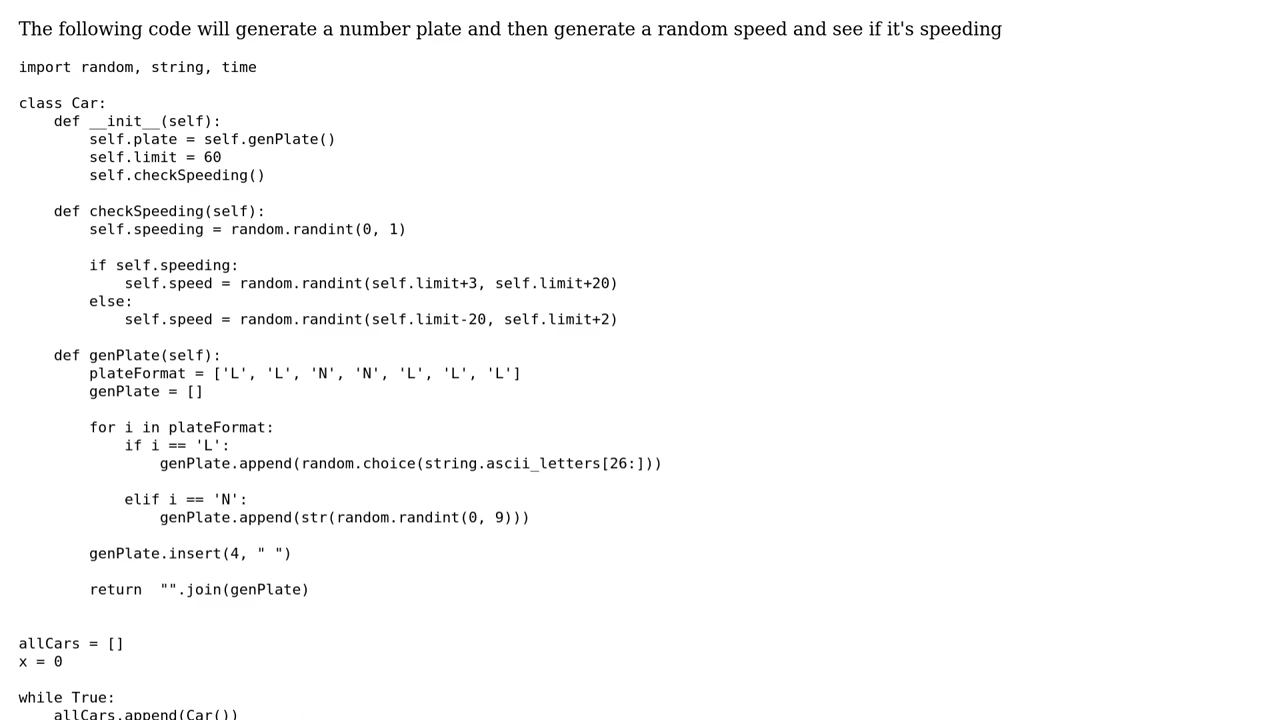 The following code will generate a number plate and then generate a random speed and see if it's speeding
import random, string, time
class Car:
    def __init__(self):
        self.plate = self.genPlate()
        self.limit = 60
        self.checkSpeeding()
    def checkSpeeding(self):
        self.speeding = random.randint(0, 1)
        if self.speeding:
            self.speed = random.randint(self.limit+3, self.limit+20)
        else:
            self.speed = random.randint(self.limit-20, self.limit+2)
    def genPlate(self):
        plateFormat = ['L', 'L', 'N', 'N', 'L', 'L', 'L']
        genPlate = []
        for i in plateFormat:
            if i == 'L':
                genPlate.append(random.choice(string.ascii_letters[26:]))
            elif i == 'N':
                genPlate.append(str(random.randint(0, 9)))
        genPlate.insert(4, " ")
        return  "".join(genPlate)
allCars = []
x = 0
while True:
    allCars.append(Car())